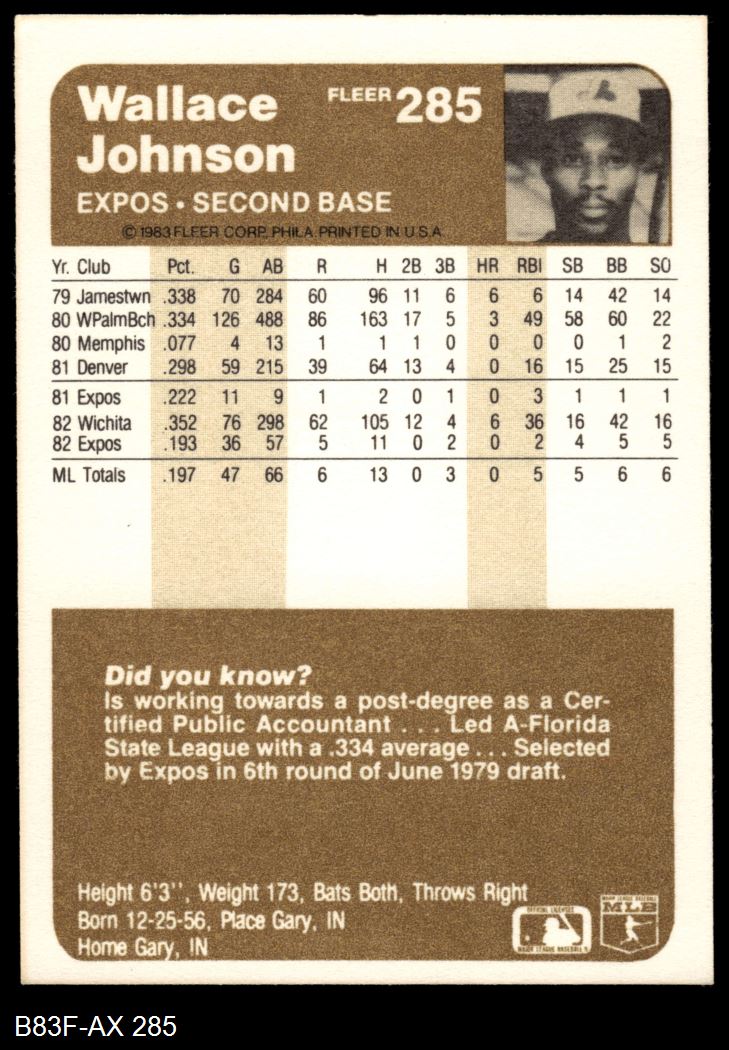 Wallace Johnson
FLEER 285
EXPOS • SECOND BASE
© 1983 FLEER CORP. PHILA. PRINTED IN U.S.A.
Yr. Club Pct. G AB R H 2B 3B HR RBI SB BB SO
79 Jamestwn .338 70 284 60 96 11 6 6 6 14 42 14
80 WPalmBch .334 126 488 86 163 17 5 3 49 58 60 22
80 Memphis .077 4 13 1 1 1 0 0 0 0 1 2
81 Denver .298 59 215 39 64 13 4 0 16 15 25 15
81 Expos .222 11 9 1 2 0 1 0 3 1 1 1
82 Wichita .352 76 298 62 105 12 4 6 36 16 42 16
82 Expos .193 36 57 5 11 0 2 0 2 4 5 5
ML Totals .197 47 66 6 13 0 3 0 5 5 6 6
Did you know?
Is working towards a post-degree as a Cer-
tified Public Accountant . . . Led A-Florida
State League with a .334 average . . . Selected
by Expos in 6th round of June 1979 draft.
Height 6'3'', Weight 173, Bats Both, Throws Right
Born 12-25-56, Place Gary, IN
Home Gary, IN
OFFICIAL LICENSEE
MAJOR LEAGUE BASEBALL
MAJOR LEAGUE BASEBALL
MLB
B83F-AX 285